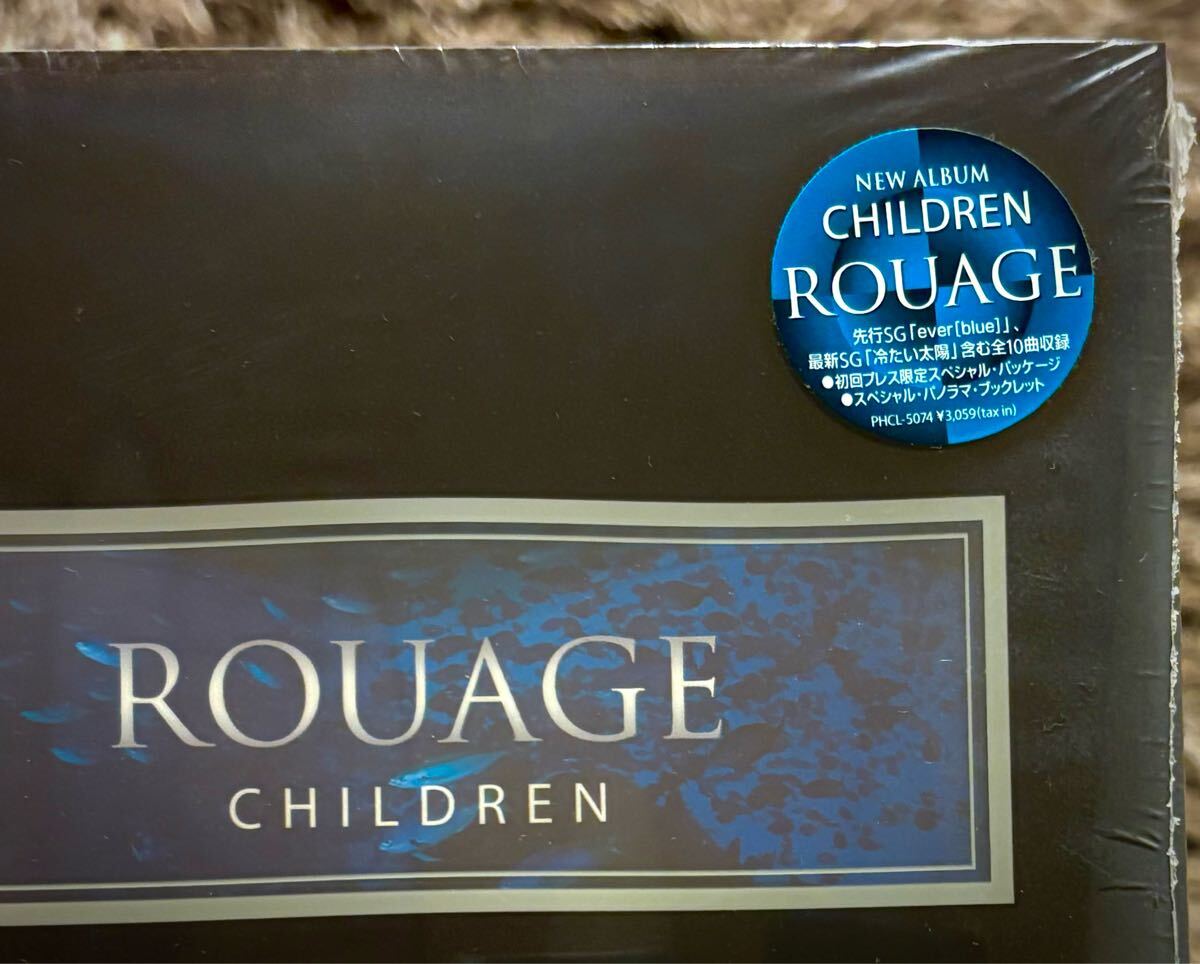 NEW ALBUM
CHILDREN
ROUAGE
先行SG「ever[blue]」、
最新SG「冷たい太陽」含む全10曲収録
●初回プレス限定スペシャル・パッケージ
●スペシャル・パノラマ・ブックレット
PHCL-5074 ¥3,059(tax in)
ROUAGE
CHILDREN